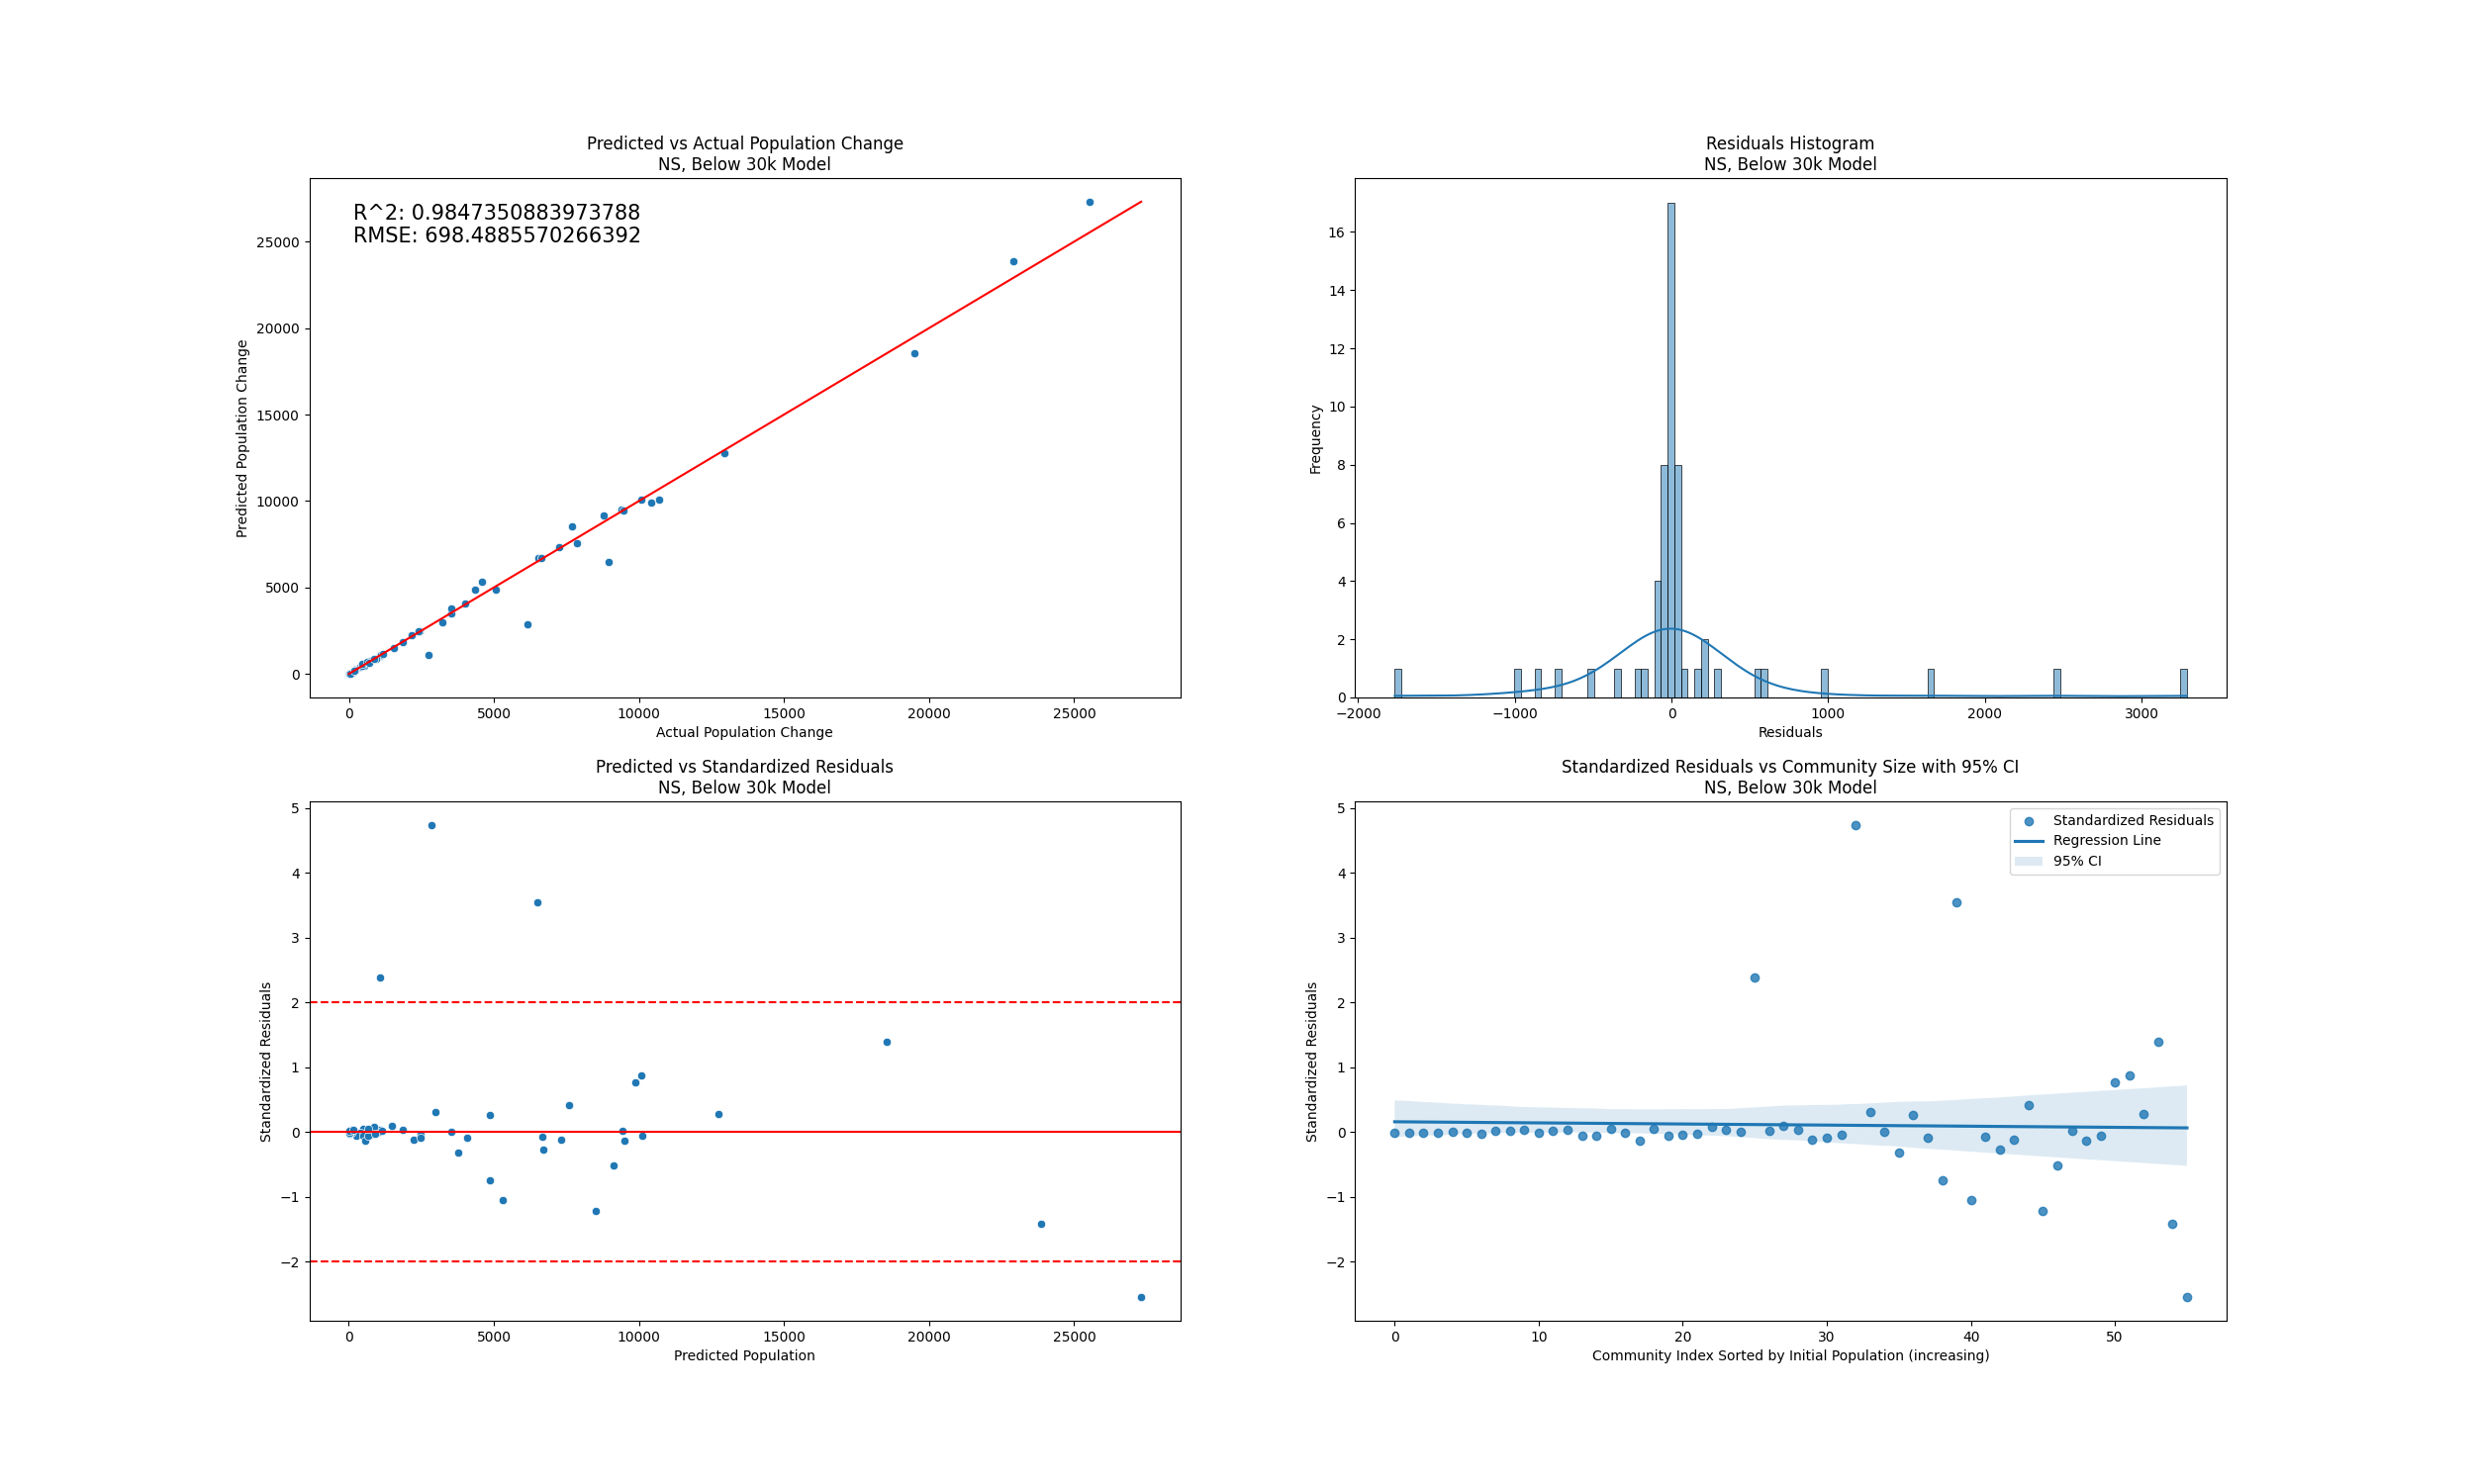 Predicted vs Actual Population Change
NS, Below 30k Model
R^2: 0.9847350883973788
RMSE: 698.4885570266392
25000
20000
15000
10000
5000
0
Predicted Population Change
0 5000 10000 15000 20000 25000
Actual Population Change
Residuals Histogram
NS, Below 30k Model
16
14
12
10
8
6
4
2
0
Frequency
−2000 −1000 0 1000 2000 3000
Residuals
Predicted vs Standardized Residuals
NS, Below 30k Model
5
4
3
2
1
0
−1
−2
Standardized Residuals
0 5000 10000 15000 20000 25000
Predicted Population
Standardized Residuals vs Community Size with 95% CI
NS, Below 30k Model
Standardized Residuals
Regression Line
95% CI
5
4
3
2
1
0
−1
−2
Standardized Residuals
0 10 20 30 40 50
Community Index Sorted by Initial Population (increasing)